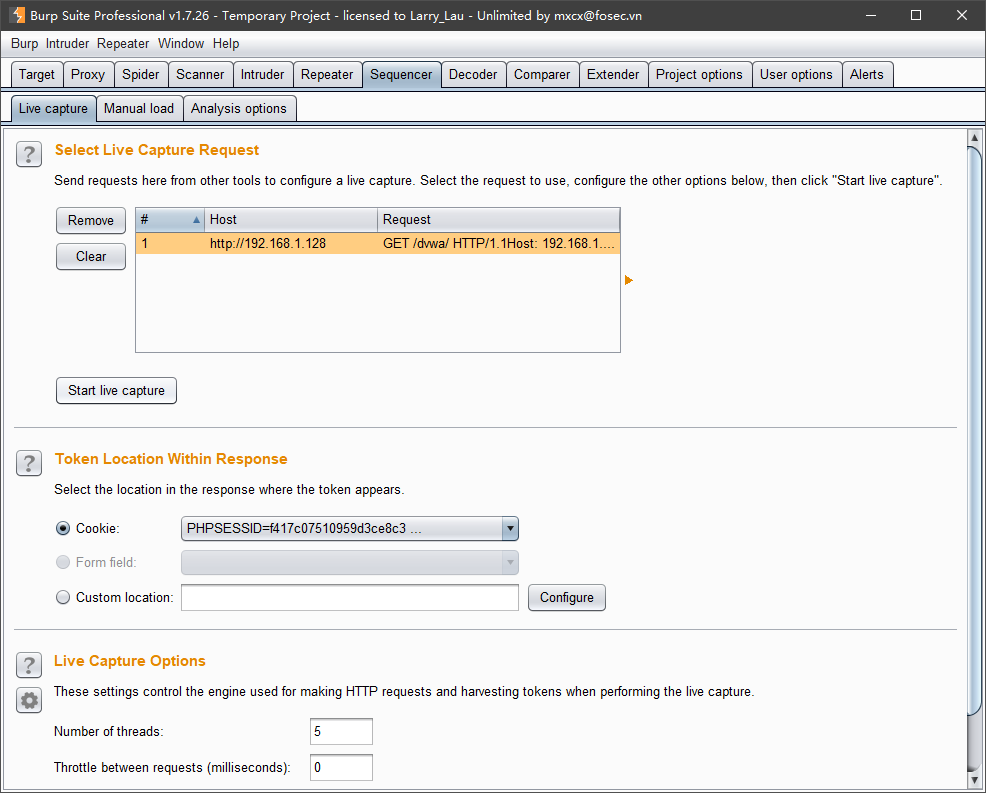 Burp Suite Professional v1.7.26 - Temporary Project - licensed to Larry_Lau - Unlimited by mxcx@fosec.vn
Burp Intruder Repeater Window Help
Target Proxy Spider Scanner Intruder Repeater Sequencer Decoder Comparer Extender Project options User options Alerts
Live capture Manual load Analysis options
? Select Live Capture Request
Send requests here from other tools to configure a live capture. Select the request to use, configure the other options below, then click "Start live capture".
Remove
Clear
# Host Request
1 http://192.168.1.128 GET /dvwa/ HTTP/1.1Host: 192.168.1....
Start live capture
? Token Location Within Response
Select the location in the response where the token appears.
Cookie: PHPSESSID=f417c07510959d3ce8c3 ...
Form field:
Custom location: Configure
? Live Capture Options
These settings control the engine used for making HTTP requests and harvesting tokens when performing the live capture.
Number of threads: 5
Throttle between requests (milliseconds): 0